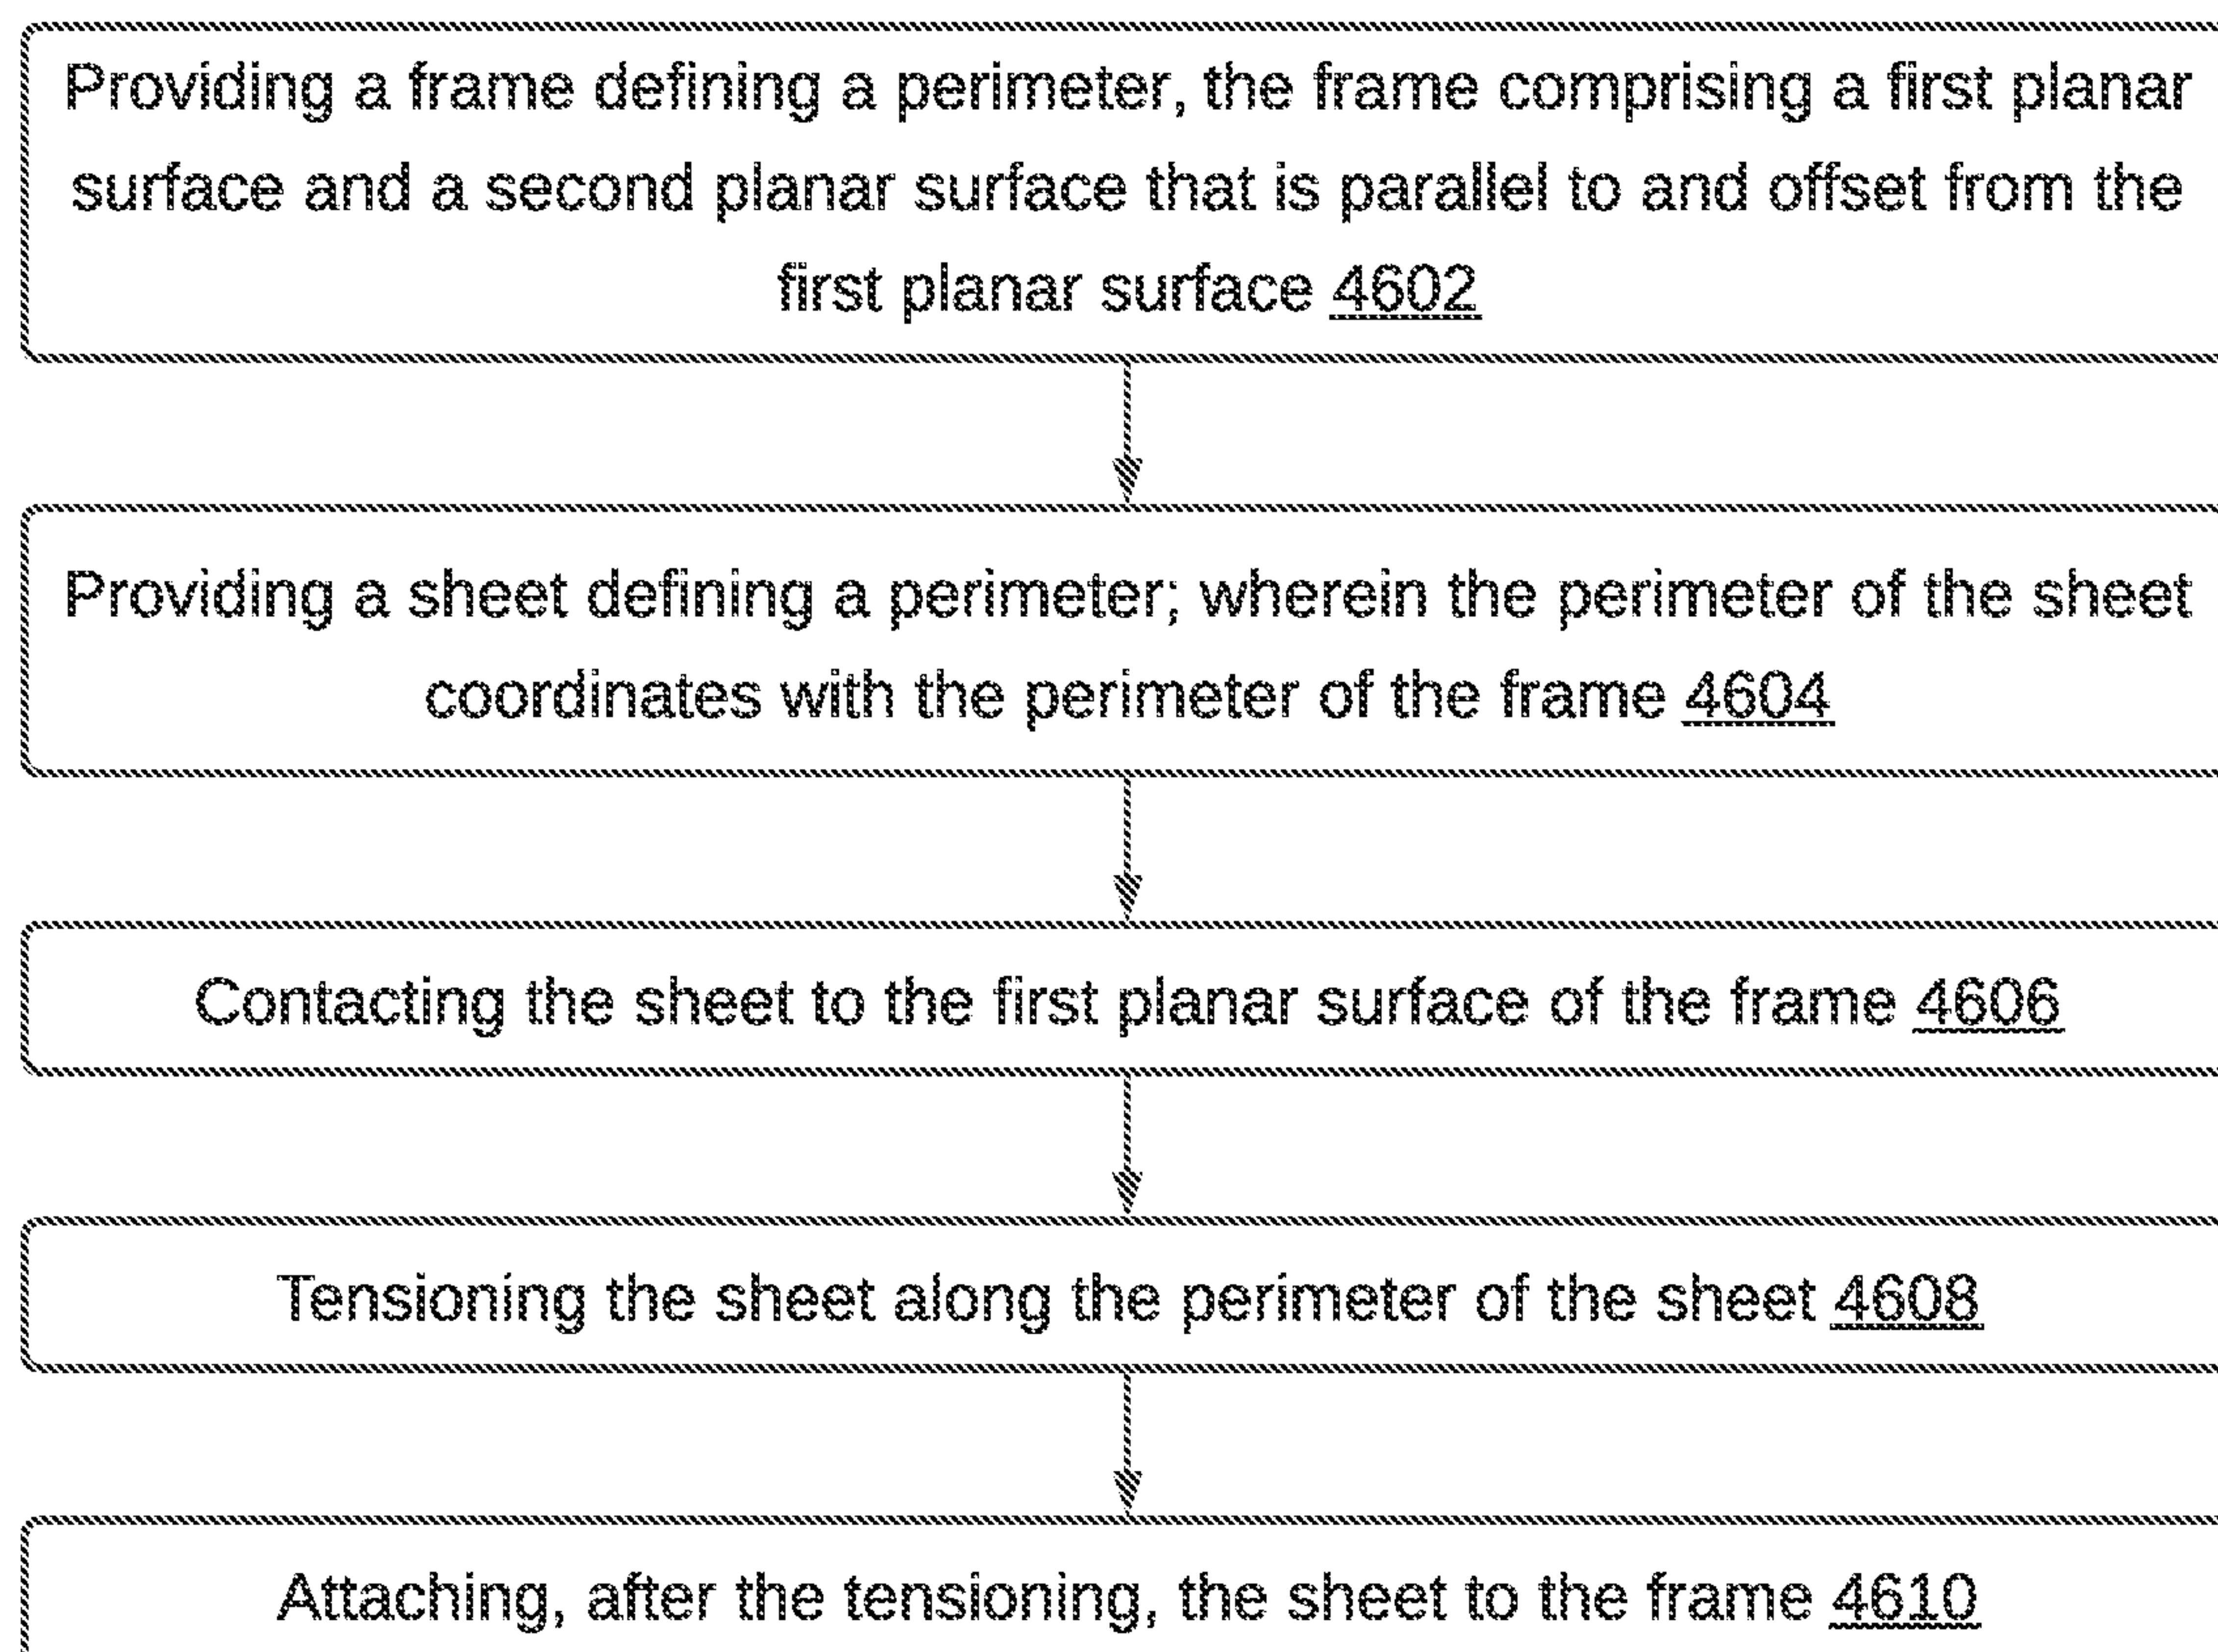 Providing a frame defining a perimeter, the frame comprising a first planar
surface and a second planar surface that is parallel to and offset from the
first planar surface 4602
Providing a sheet defining a perimeter; wherein the perimeter of the sheet
coordinates with the perimeter of the frame 4604
Contacting the sheet to the first planar surface of the frame 4606
Tensioning the sheet along the perimeter of the sheet 4608
Attaching, after the tensioning, the sheet to the frame 4610